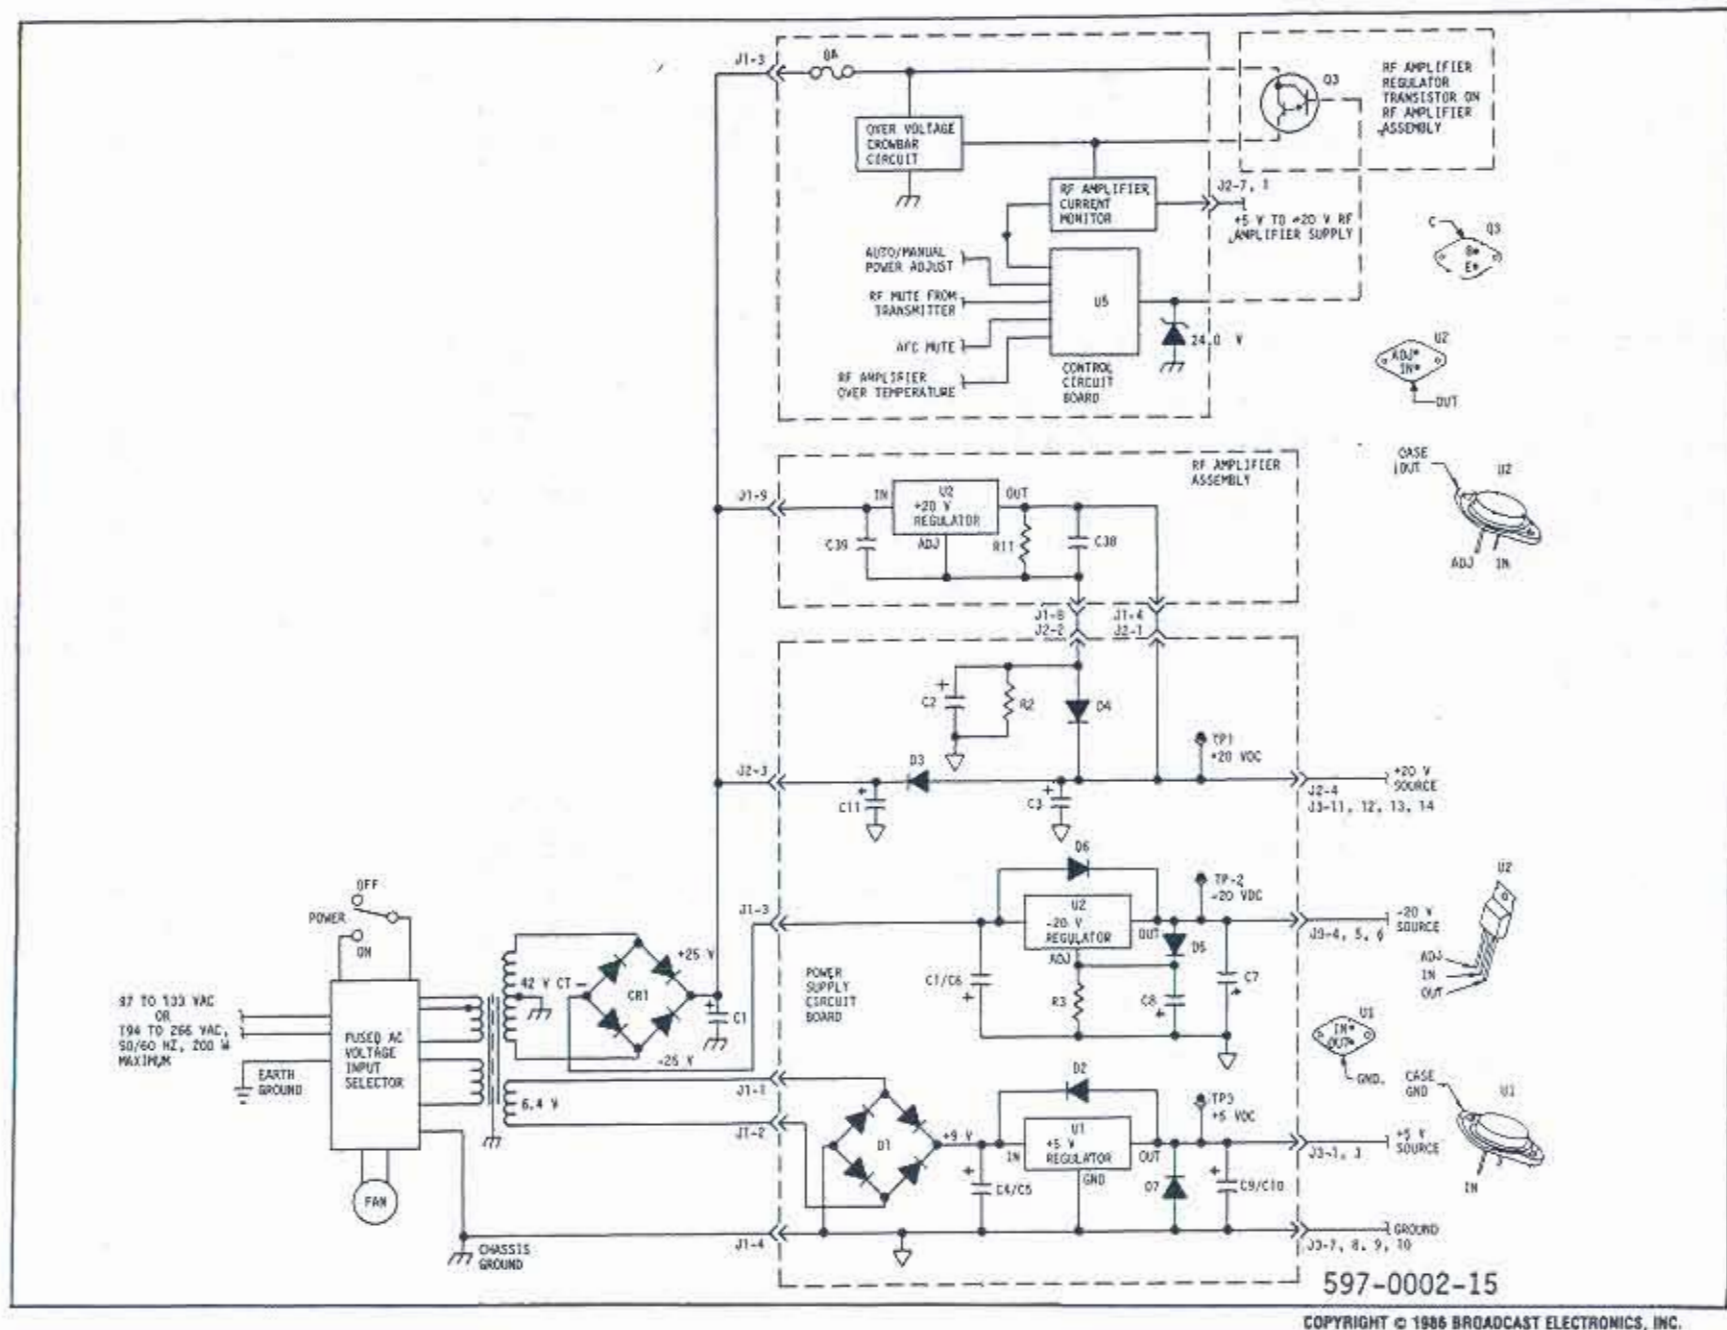 J1-3
8A
Q3
RF AMPLIFIER
REGULATOR
TRANSISTOR ON
RF AMPLIFIER
ASSEMBLY
OVER VOLTAGE
CROWBAR
CIRCUIT
RF AMPLIFIER
CURRENT
MONITOR
J2-7, 1
+5 V TO +20 V RF
AMPLIFIER SUPPLY
C
Q3
B*
E*
AUTO/MANUAL
POWER ADJUST
RF MUTE FROM
TRANSMITTER
U5
AFC MUTE
24.0 V
RF AMPLIFIER
OVER TEMPERATURE
CONTROL
CIRCUIT
BOARD
U2
ADJ*
IN*
OUT
RF AMPLIFIER
ASSEMBLY
J1-9
IN
U2
+20 V
REGULATOR
OUT
ADJ
C39
R11
C38
CASE
OUT
U2
ADJ
IN
J1-8
J2-2
J1-4
J2-1
C2
R2
D4
TP1
+20 VDC
J2-3
D3
C11
C3
+20 V
SOURCE
J2-4
J3-11, 12, 13, 14
D6
TP-2
-20 VDC
J1-3
U2
-20 V
REGULATOR
OUT
ADJ
D5
-20 V
SOURCE
J3-4, 5, 6
U2
ADJ
IN
OUT
POWER
SUPPLY
CIRCUIT
BOARD
C1/C6
R3
C8
C7
OFF
POWER
ON
+25 V
42 V CT
CR1
C1
-25 V
97 TO 133 VAC
OR
194 TO 266 VAC,
50/60 HZ, 200 W
MAXIMUM
FUSED AC
VOLTAGE
INPUT
SELECTOR
EARTH
GROUND
6.4 V
J1-1
J1-2
U1
IN*
OUT*
GND.
CASE
GND
U1
IN
D2
TP3
+5 VDC
D1
+9 V
IN
U1
+5 V
REGULATOR
OUT
GND
C4/C5
D7
C9/C10
+5 V
SOURCE
J3-1, 3
FAN
CHASSIS
GROUND
J1-4
GROUND
J3-7, 8, 9, 10
597-0002-15
COPYRIGHT © 1986 BROADCAST ELECTRONICS, INC.